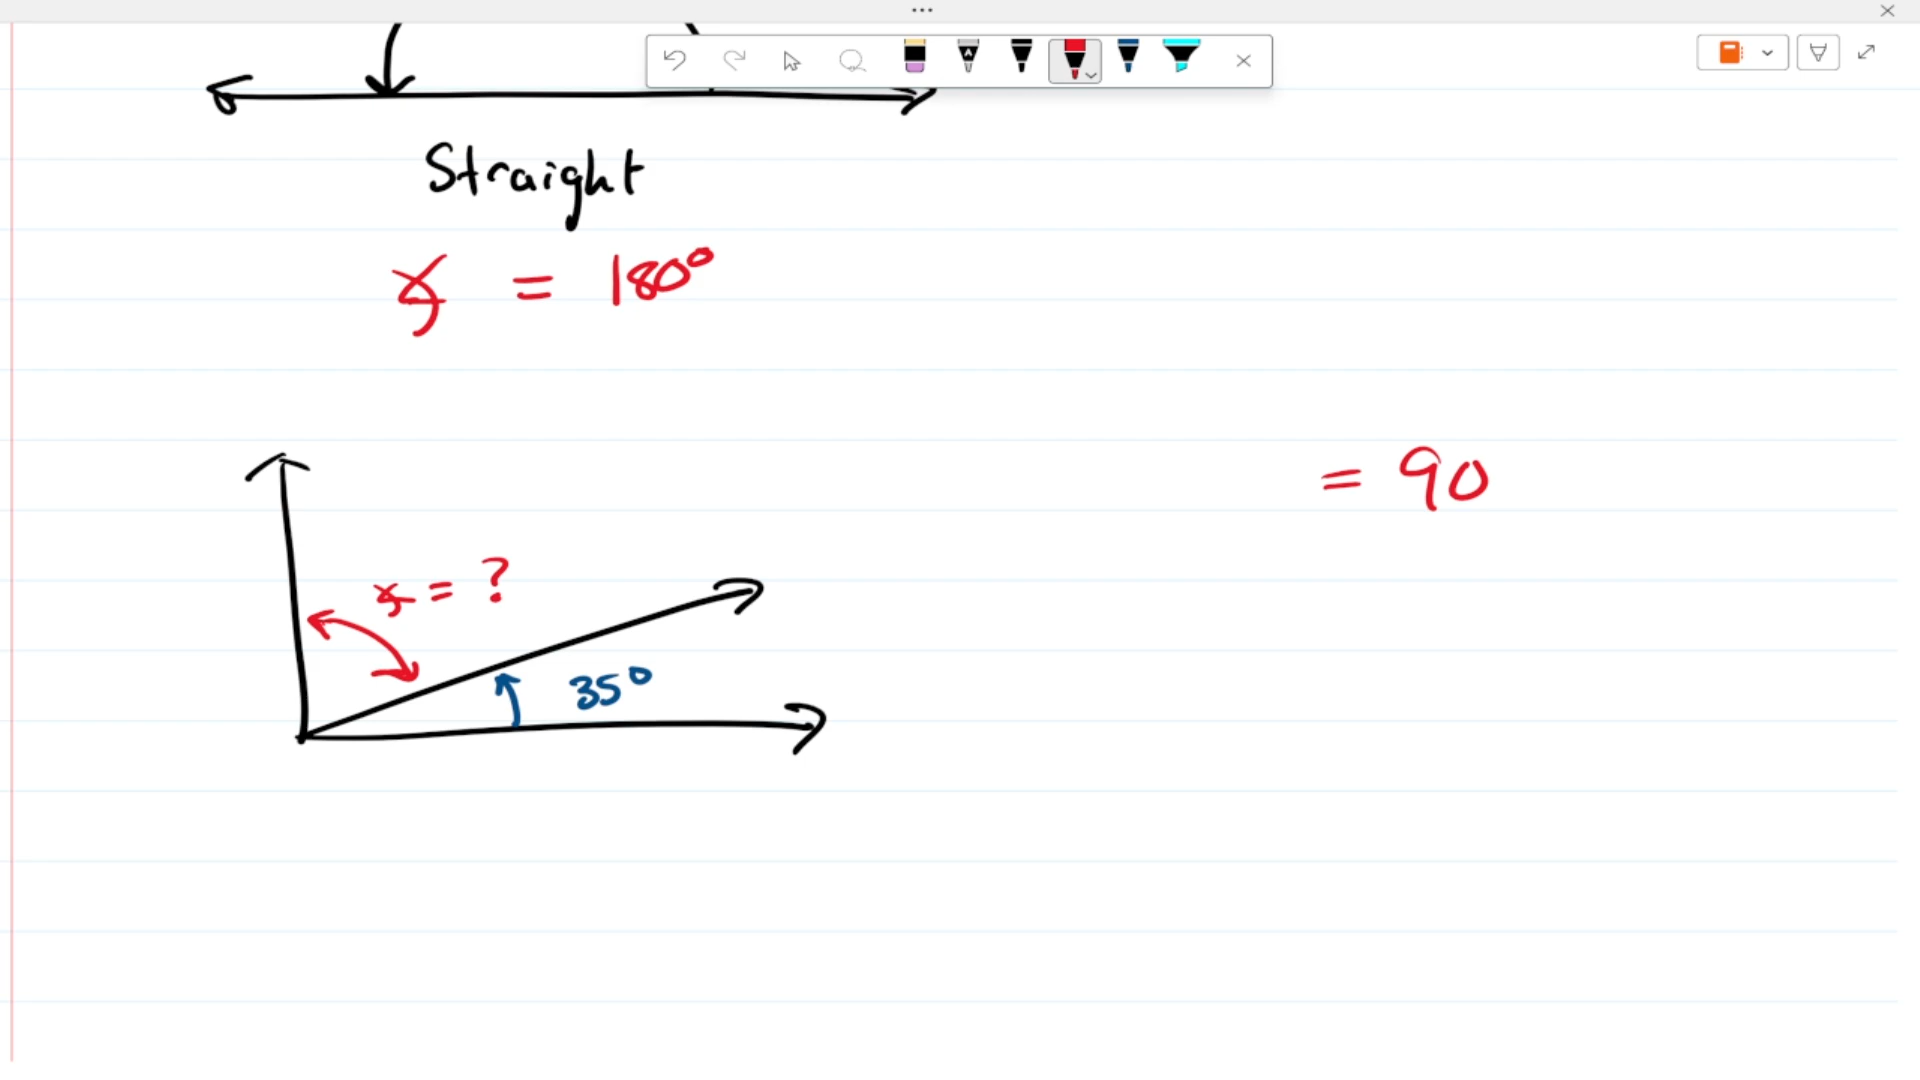 Straight
∡ = 180°
= 90
∡ = ?
35°